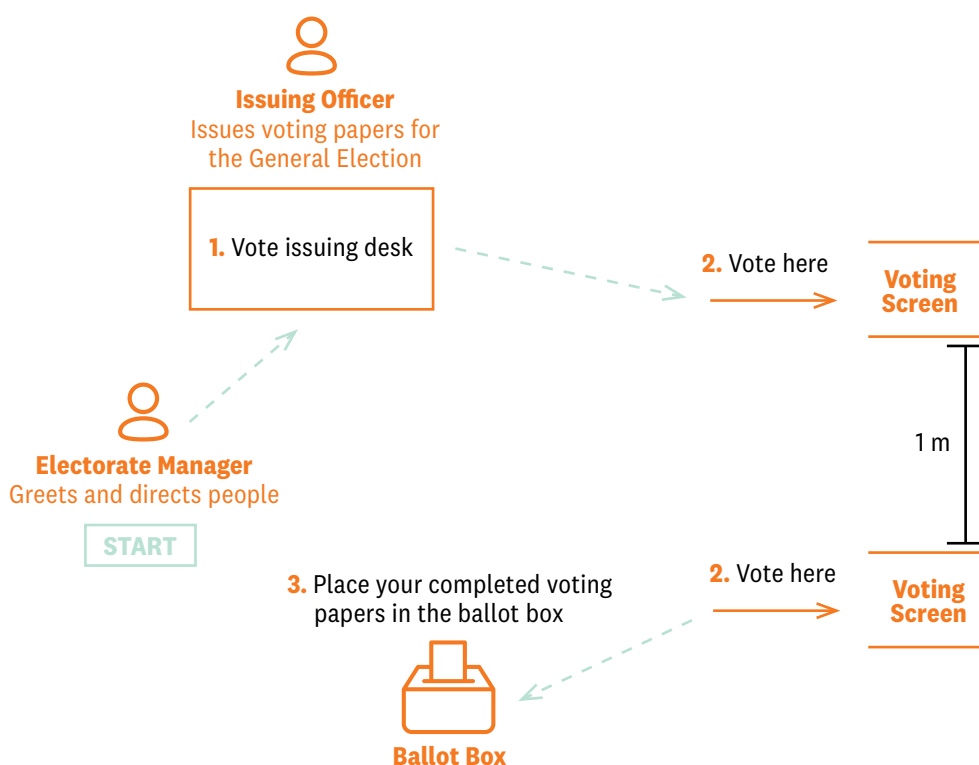 Issuing Officer
Issues voting papers for
the General Election
1. Vote issuing desk
2. Vote here
Voting
Screen
1 m
Electorate Manager
Greets and directs people
START
2. Vote here
Voting
Screen
3. Place your completed voting
papers in the ballot box
Ballot Box